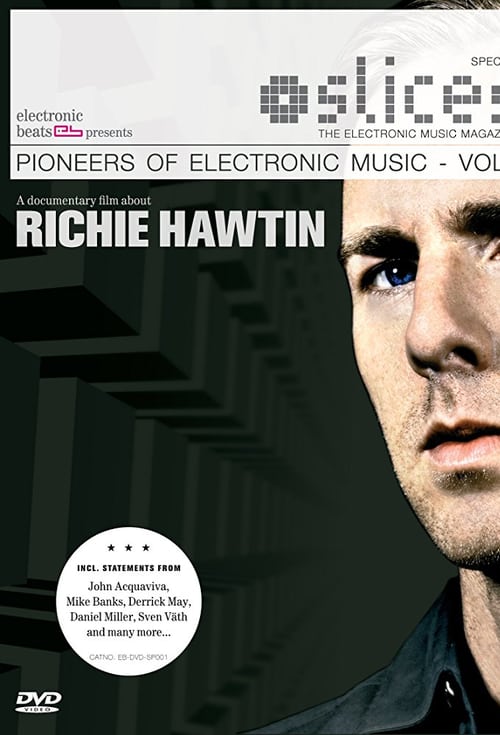 SPEC
slices
THE ELECTRONIC MUSIC MAGAZ
electronic
beats eb presents
PIONEERS OF ELECTRONIC MUSIC - VOL
A documentary film about
RICHIE HAWTIN
★ ★ ★
INCL. STATEMENTS FROM
John Acquaviva,
Mike Banks, Derrick May,
Daniel Miller, Sven Väth
and many more...
CATNO. EB-DVD-SP001
DVD
VIDEO